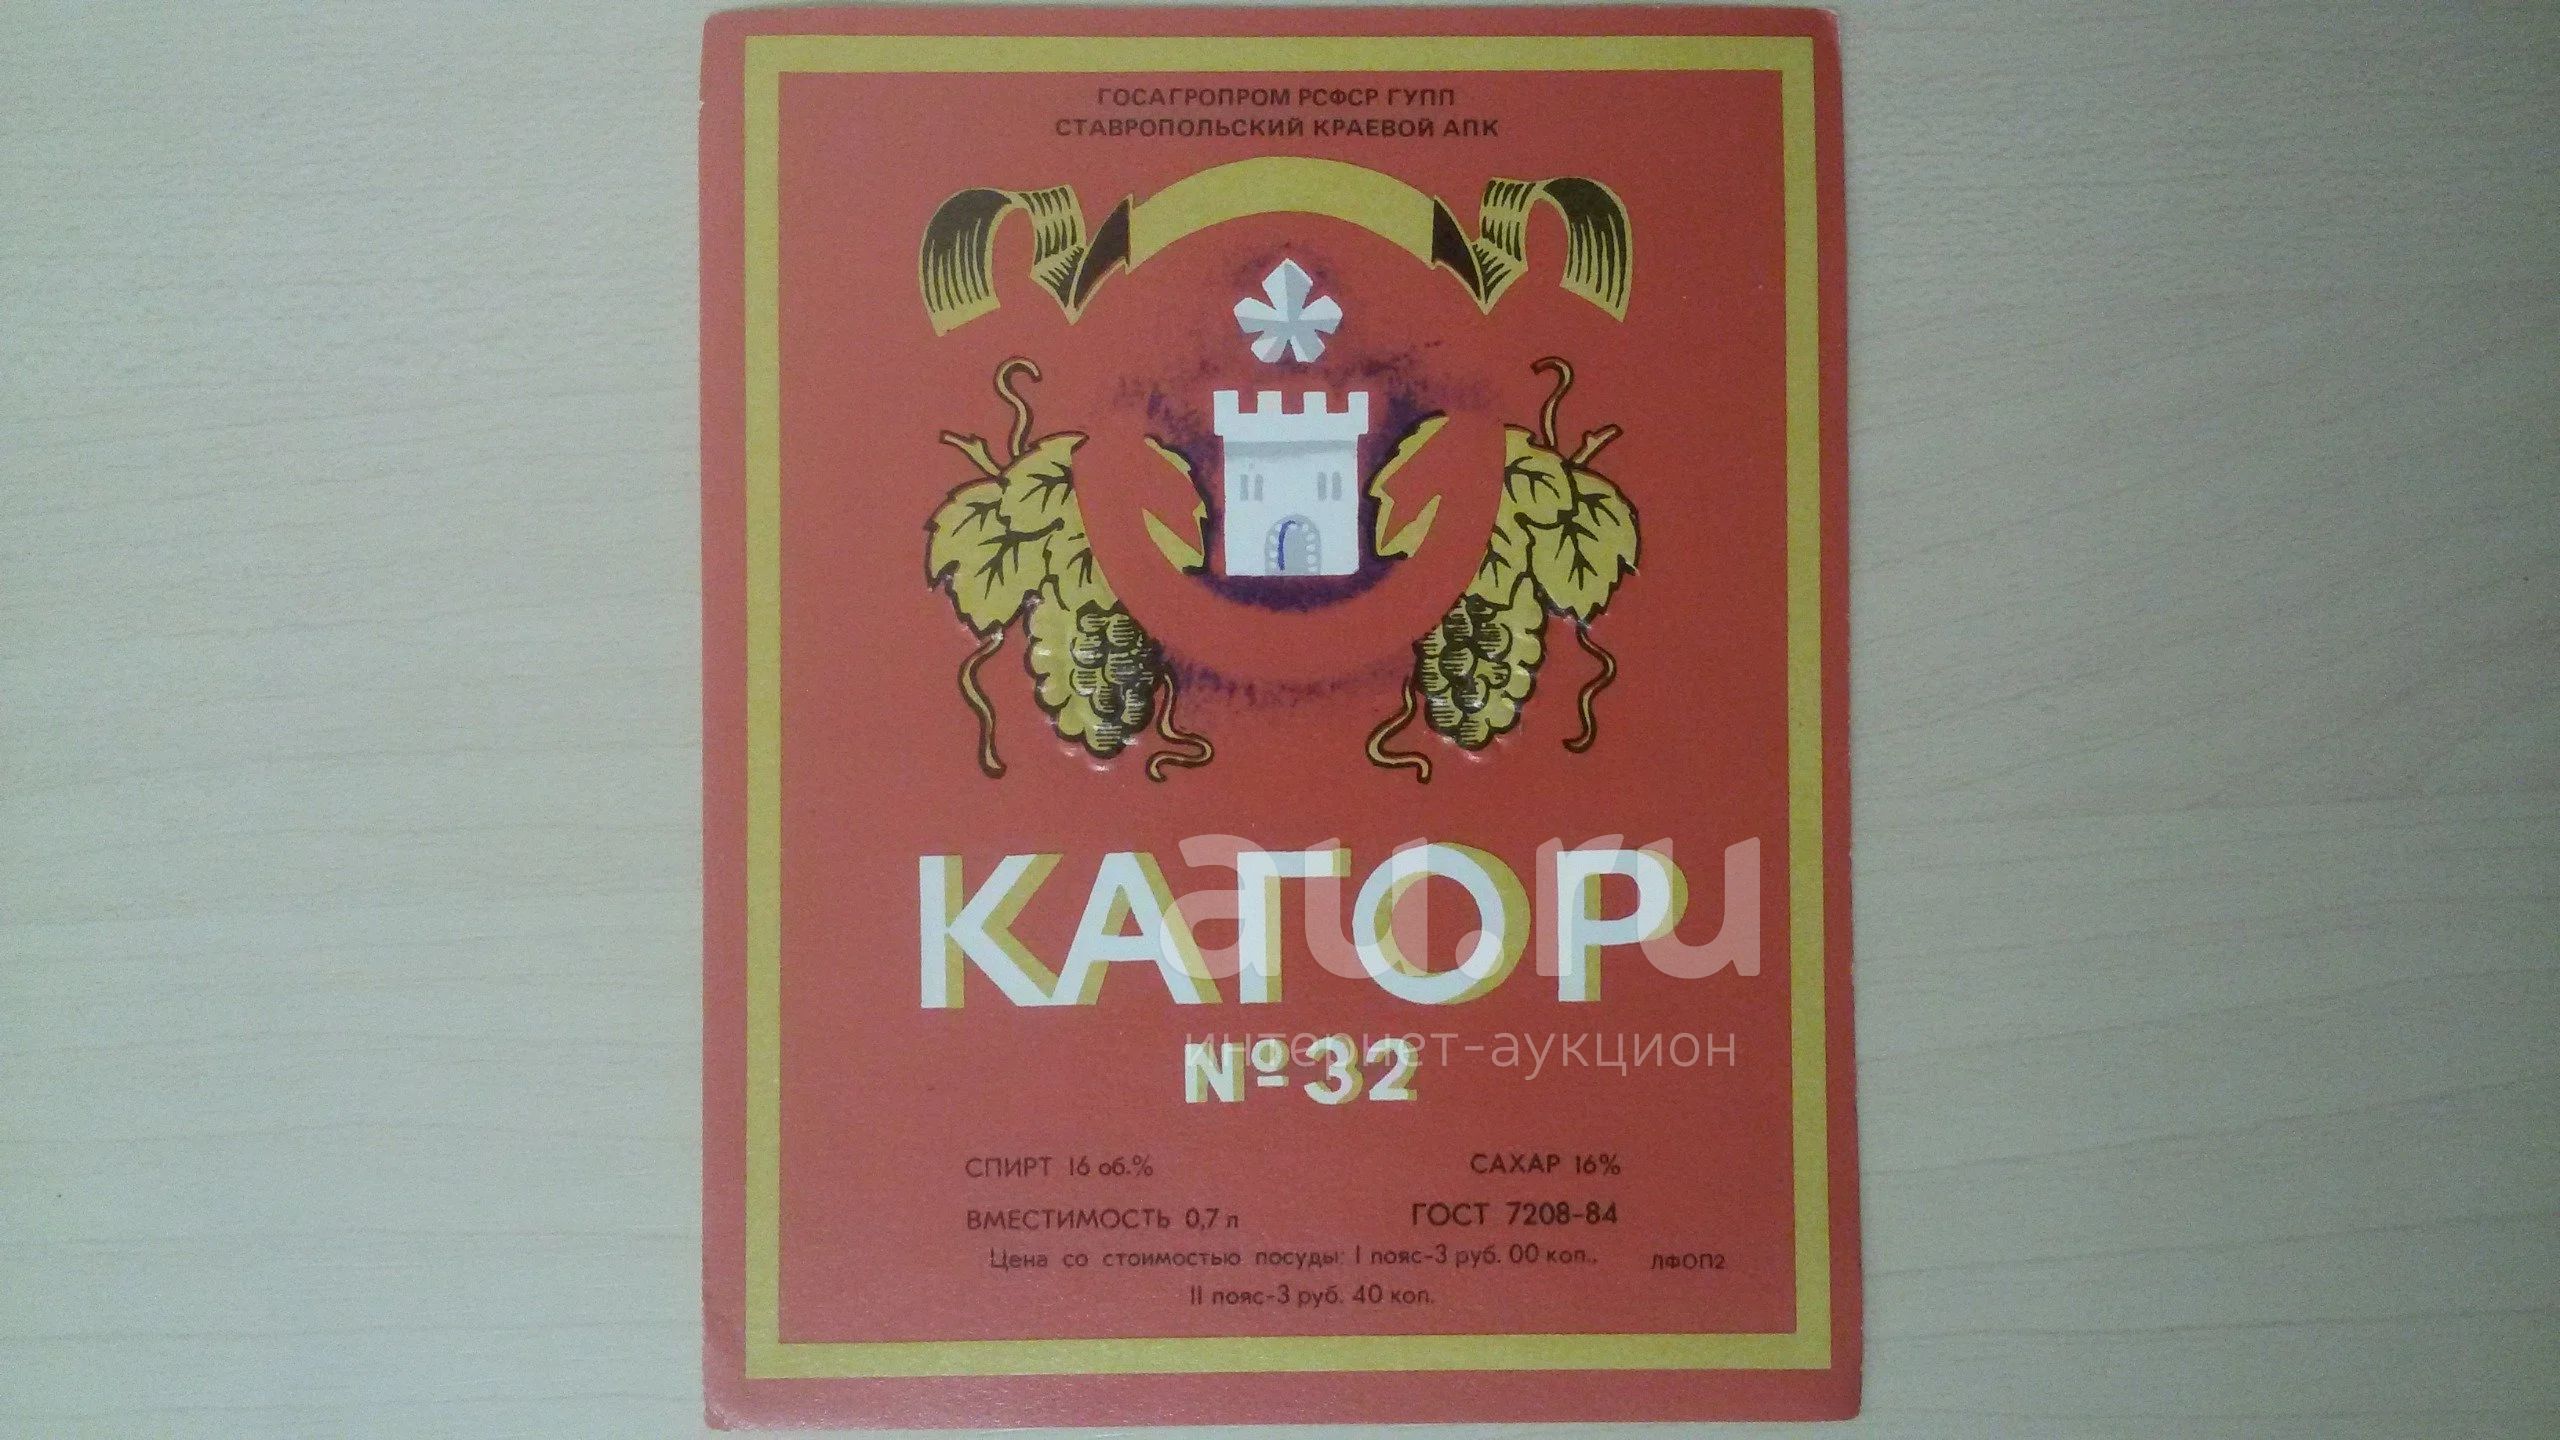 ГОСАГРОПРОМ РСФСР ГУПП
СТАВРОПОЛЬСКИЙ КРАЕВОЙ АПК
КАГОР
au.ru
интернет-аукцион
№32
СПИРТ 16 об.% САХАР 16%
ВМЕСТИМОСТЬ 0,7 л ГОСТ 7208-84
Цена со стоимостью посуды: I пояс-3 руб. 00 коп., ЛФОП2
II пояс-3 руб. 40 коп.